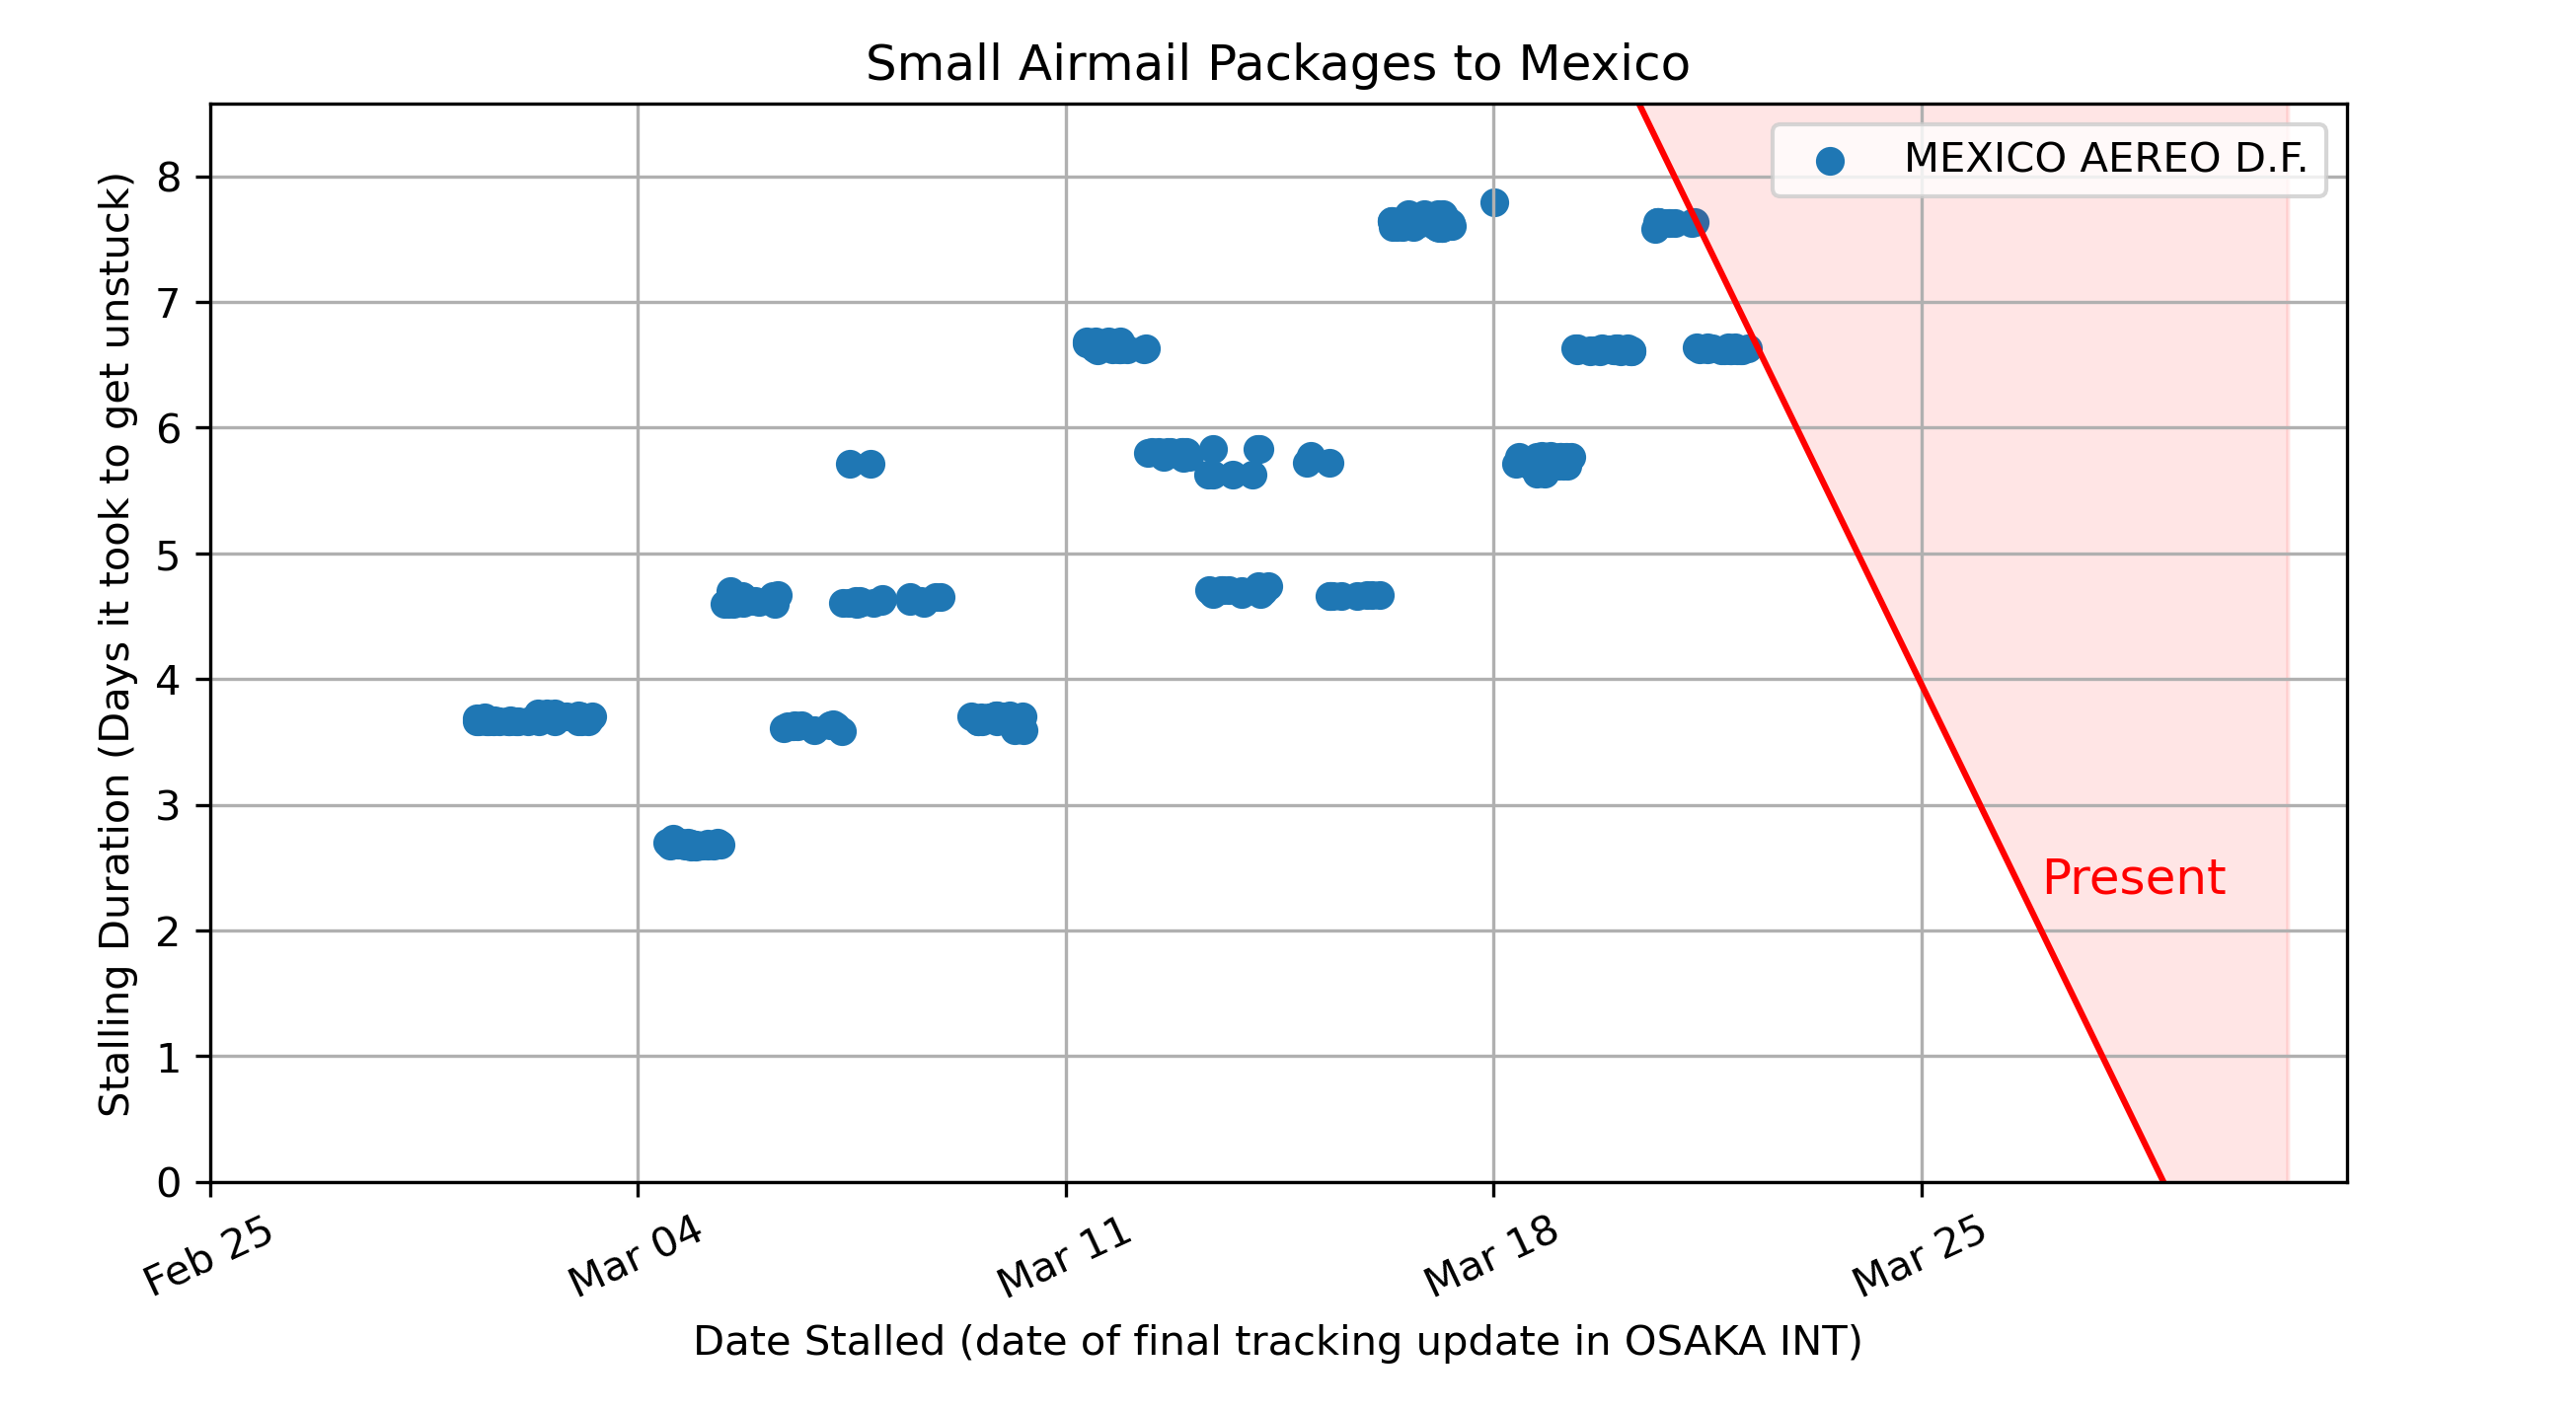 Small Airmail Packages to Mexico
MEXICO AEREO D.F.
Stalling Duration (Days it took to get unstuck)
8
7
6
5
4
3
2
1
0
Present
Feb 25
Mar 04
Mar 11
Mar 18
Mar 25
Date Stalled (date of final tracking update in OSAKA INT)